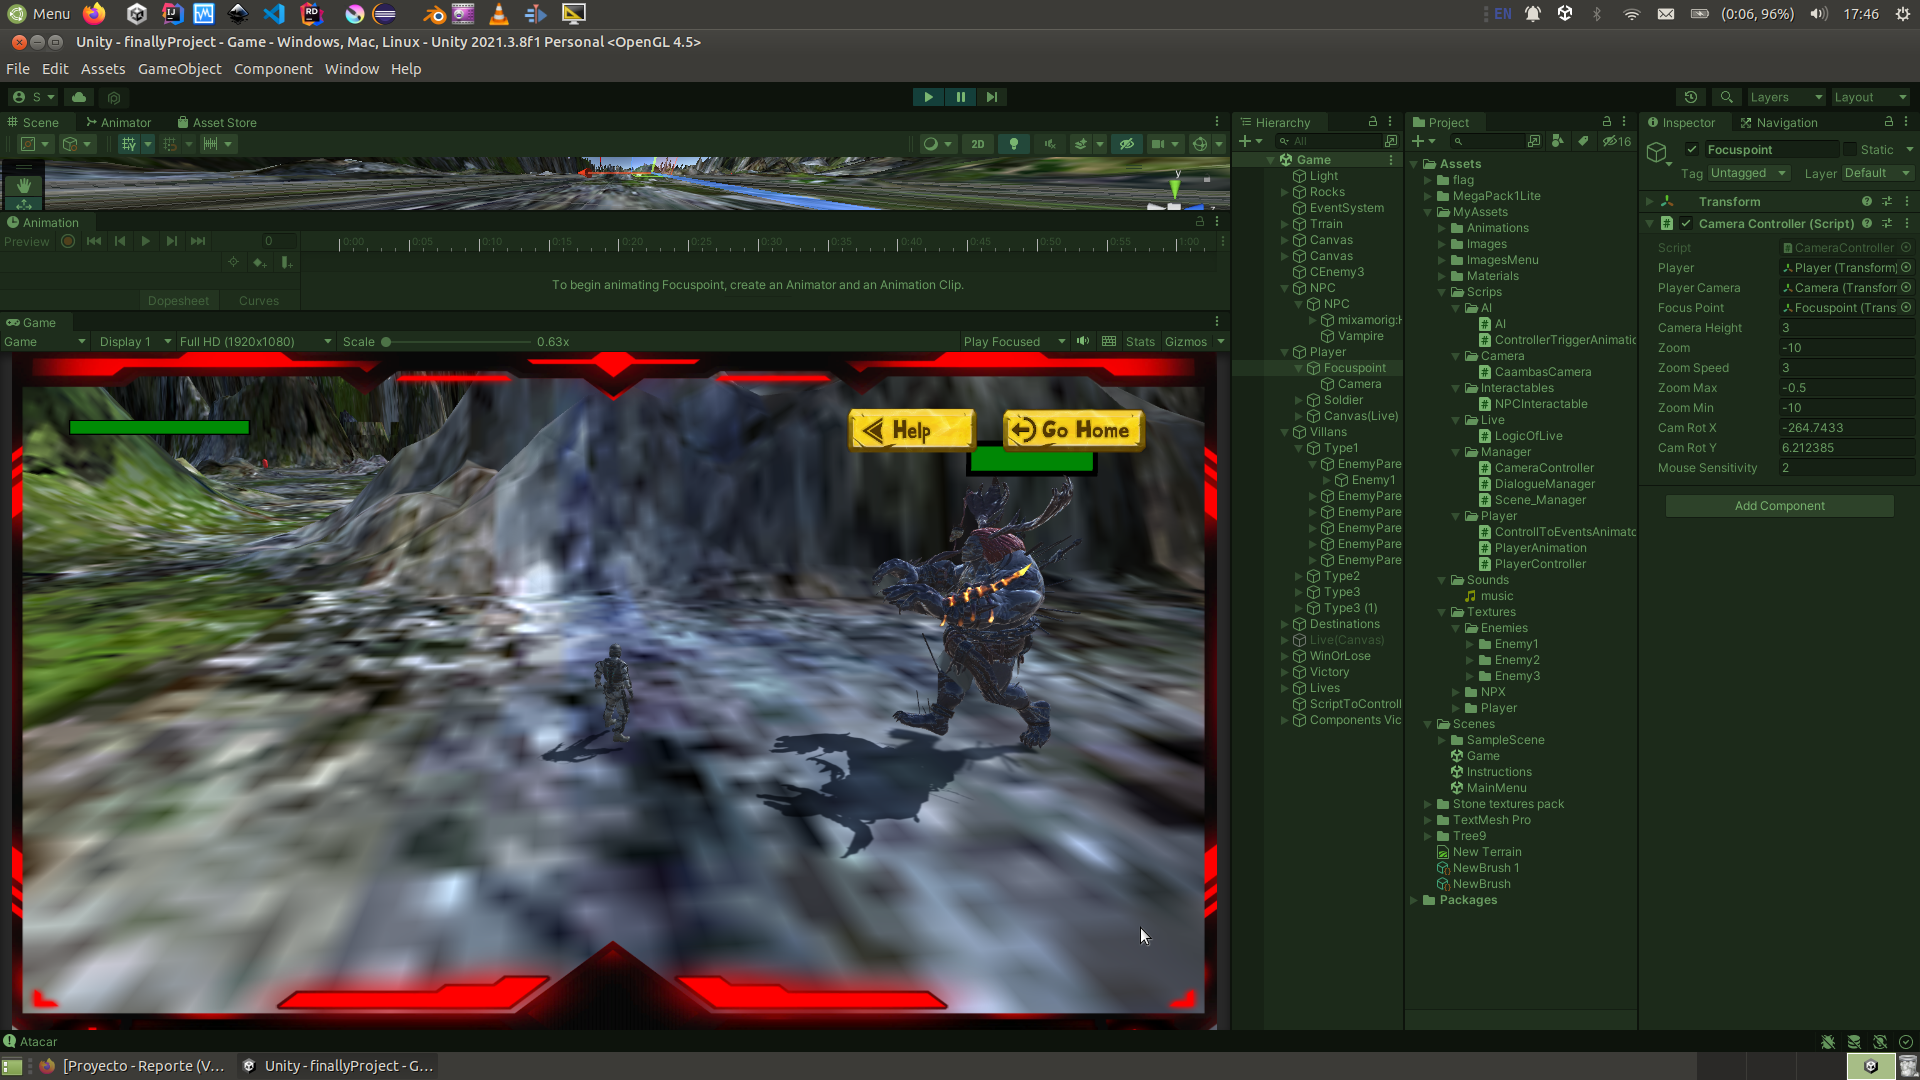 Menu
EN
(0:06, 96%)
17:46
Unity - finallyProject - Game - Windows, Mac, Linux - Unity 2021.3.8f1 Personal <OpenGL 4.5>
File Edit Assets GameObject Component Window Help
S
Layers
Layout
Scene
Animator
Asset Store
2D
Animation
Preview
0
0:00 0:05 0:10 0:15 0:20 0:25 0:30 0:35 0:40 0:45 0:50 0:55 1:00
To begin animating Focuspoint, create an Animator and an Animation Clip.
Dopesheet
Curves
Game
Game
Display 1
Full HD (1920x1080)
Scale
0.63x
Play Focused
Stats
Gizmos
Help
Go Home
Hierarchy
All
Game
Light
Rocks
EventSystem
Trrain
Canvas
Canvas
CEnemy3
NPC
NPC
mixamorig:H
Vampire
Player
Focuspoint
Camera
Soldier
Canvas(Live)
Villans
Type1
EnemyPare
Enemy1
EnemyPare
EnemyPare
EnemyPare
EnemyPare
EnemyPare
Type2
Type3
Type3 (1)
Destinations
Live(Canvas)
WinOrLose
Victory
Lives
ScriptToControll
Components Vic
Project
16
Assets
flag
MegaPack1Lite
MyAssets
Animations
Images
ImagesMenu
Materials
Scrips
AI
AI
ControllerTriggerAnimatic
Camera
CaambasCamera
Interactables
NPCInteractable
Live
LogicOfLive
Manager
CameraController
DialogueManager
Scene_Manager
Player
ControllToEventsAnimato
PlayerAnimation
PlayerController
Sounds
music
Textures
Enemies
Enemy1
Enemy2
Enemy3
NPX
Player
Scenes
SampleScene
Game
Instructions
MainMenu
Stone textures pack
TextMesh Pro
Tree9
New Terrain
NewBrush 1
NewBrush
Packages
Inspector
Navigation
Focuspoint
Static
Tag Untagged
Layer Default
Transform
Camera Controller (Script)
Script CameraController
Player Player (Transform)
Player Camera Camera (Transform
Focus Point Focuspoint (Trans
Camera Height 3
Zoom -10
Zoom Speed 3
Zoom Max -0.5
Zoom Min -10
Cam Rot X -264.7433
Cam Rot Y 6.212385
Mouse Sensitivity 2
Add Component
Atacar
[Proyecto - Reporte (V...
Unity - finallyProject - G...